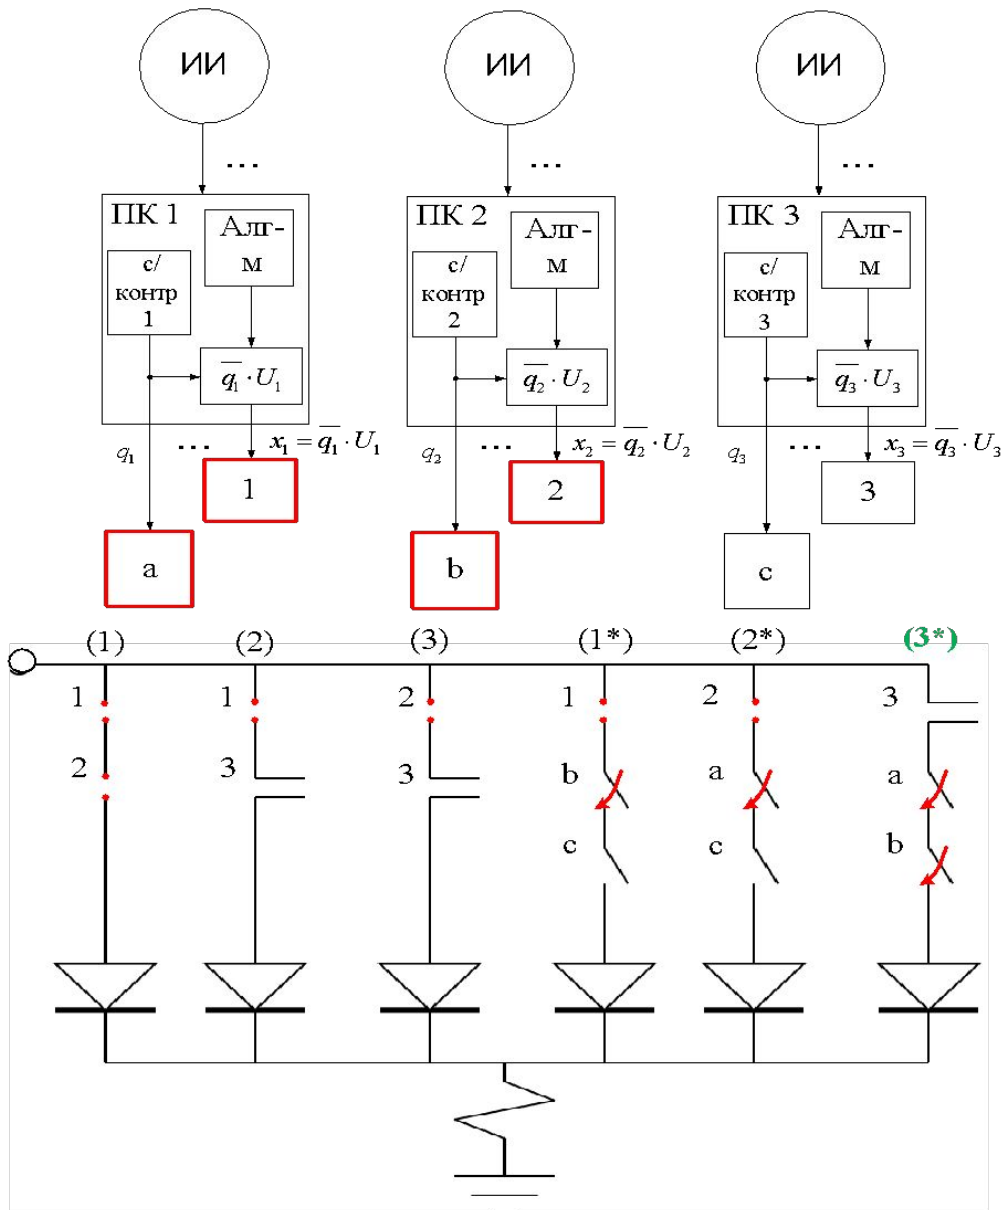 ИИ ИИ ИИ
... ... ...
ПК 1 ПК 2 ПК 3
Алг-
м
Алг-
м
Алг-
м
с/
контр
1
с/
контр
2
с/
контр
3
q̅₁ · U₁ q̅₂ · U₂ q̅₃ · U₃
q₁ ... x₁ = q̅₁ · U₁ q₂ ... x₂ = q̅₂ · U₂ q₃ ... x₃ = q̅₃ · U₃
1 2 3
a b c
(1) (2) (3) (1*) (2*) (3*)
1 1 2 1 2 3
2 3 3 b a a
c c b